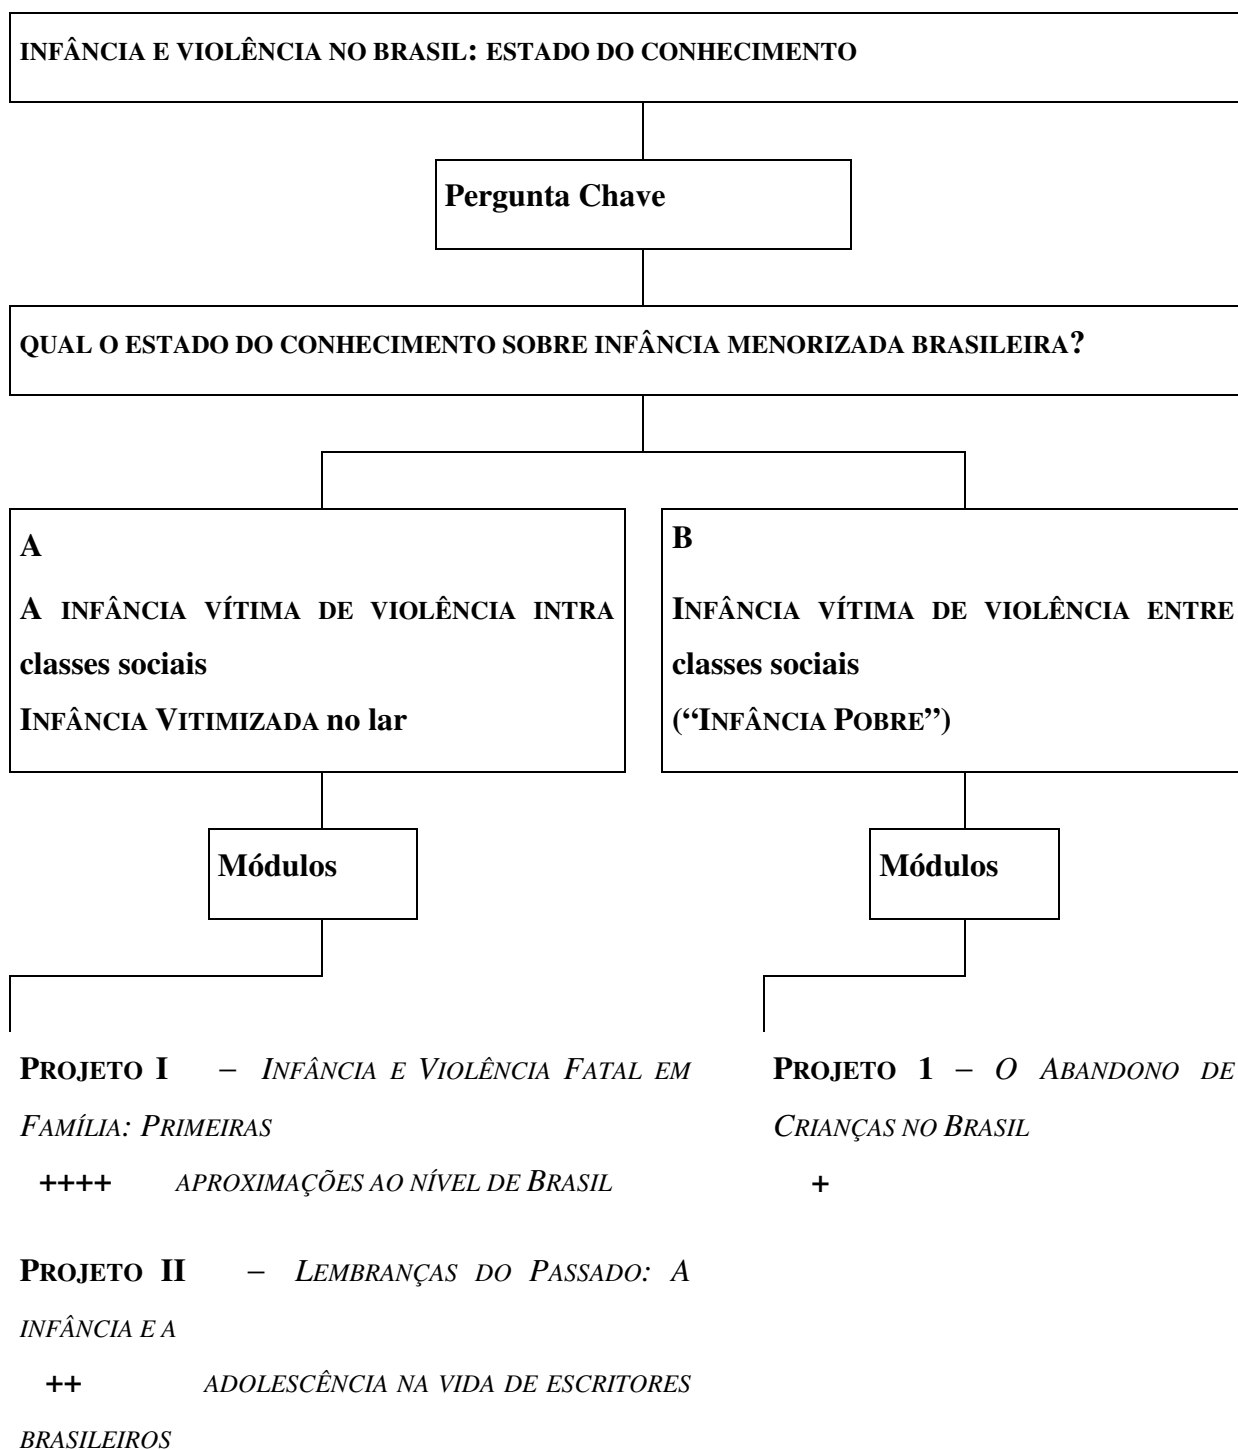 INFÂNCIA E VIOLÊNCIA NO BRASIL: ESTADO DO CONHECIMENTO
Pergunta Chave
QUAL O ESTADO DO CONHECIMENTO SOBRE INFÂNCIA MENORIZADA BRASILEIRA?
A
A INFÂNCIA VÍTIMA DE VIOLÊNCIA INTRA
classes sociais
INFÂNCIA VITIMIZADA no lar
B
INFÂNCIA VÍTIMA DE VIOLÊNCIA ENTRE
classes sociais
(“INFÂNCIA POBRE”)
Módulos
Módulos
PROJETO I – INFÂNCIA E VIOLÊNCIA FATAL EM
FAMÍLIA: PRIMEIRAS
++++ APROXIMAÇÕES AO NÍVEL DE BRASIL
PROJETO II – LEMBRANÇAS DO PASSADO: A
INFÂNCIA E A
++ ADOLESCÊNCIA NA VIDA DE ESCRITORES
BRASILEIROS
PROJETO 1 – O ABANDONO DE
CRIANÇAS NO BRASIL
+